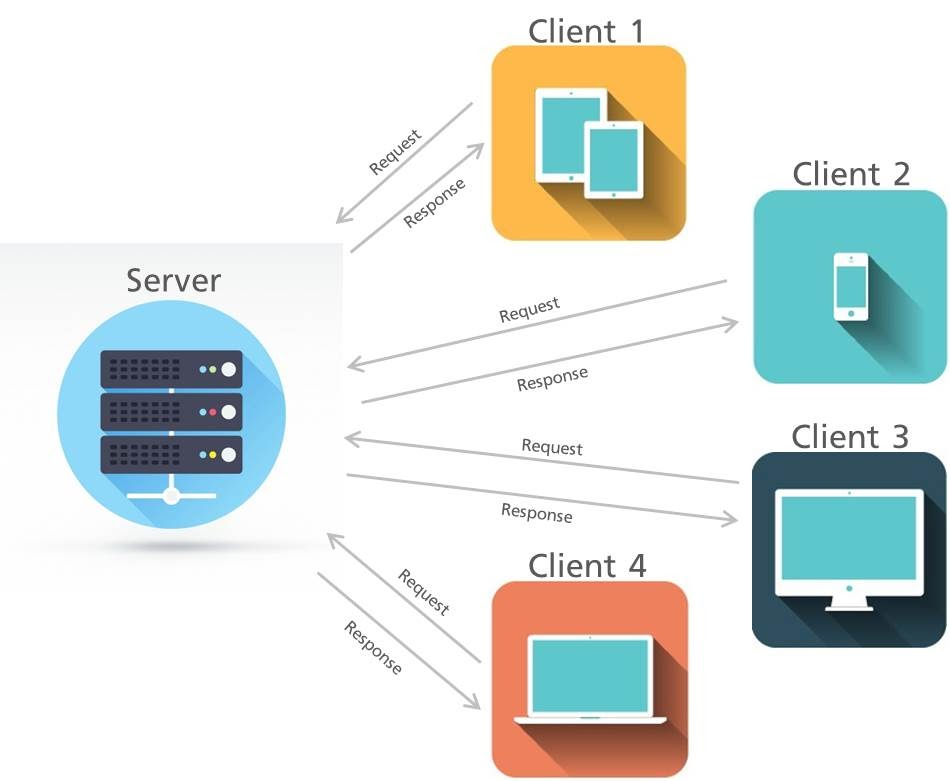 Client 1
Request
Response
Client 2
Server
Request
Response
Client 3
Request
Response
Client 4
Request
Response